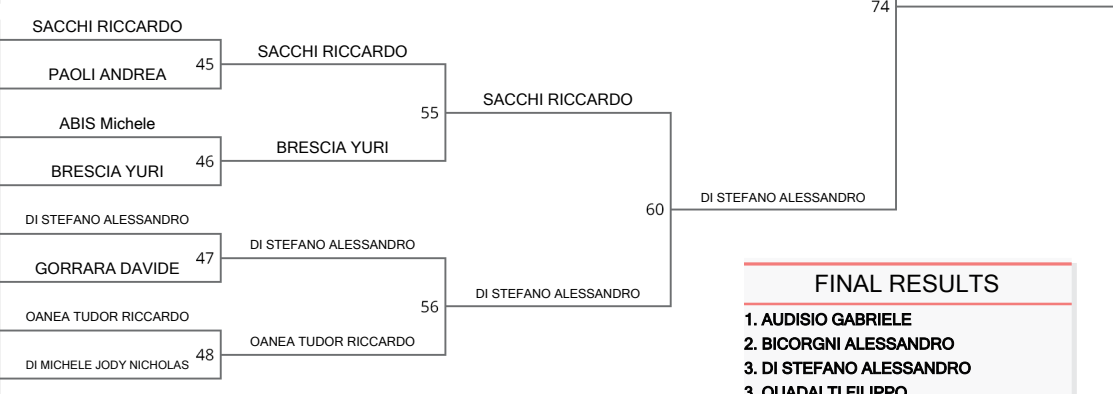 74
SACCHI RICCARDO
45
PAOLI ANDREA
SACCHI RICCARDO
55
SACCHI RICCARDO
ABIS Michele
46
BRESCIA YURI
BRESCIA YURI
60
DI STEFANO ALESSANDRO
DI STEFANO ALESSANDRO
47
GORRARA DAVIDE
DI STEFANO ALESSANDRO
56
DI STEFANO ALESSANDRO
OANEA TUDOR RICCARDO
48
DI MICHELE JODY NICHOLAS
OANEA TUDOR RICCARDO
FINAL RESULTS
1. AUDISIO GABRIELE
2. BICORGNI ALESSANDRO
3. DI STEFANO ALESSANDRO
3. QUADALTI FILIPPO